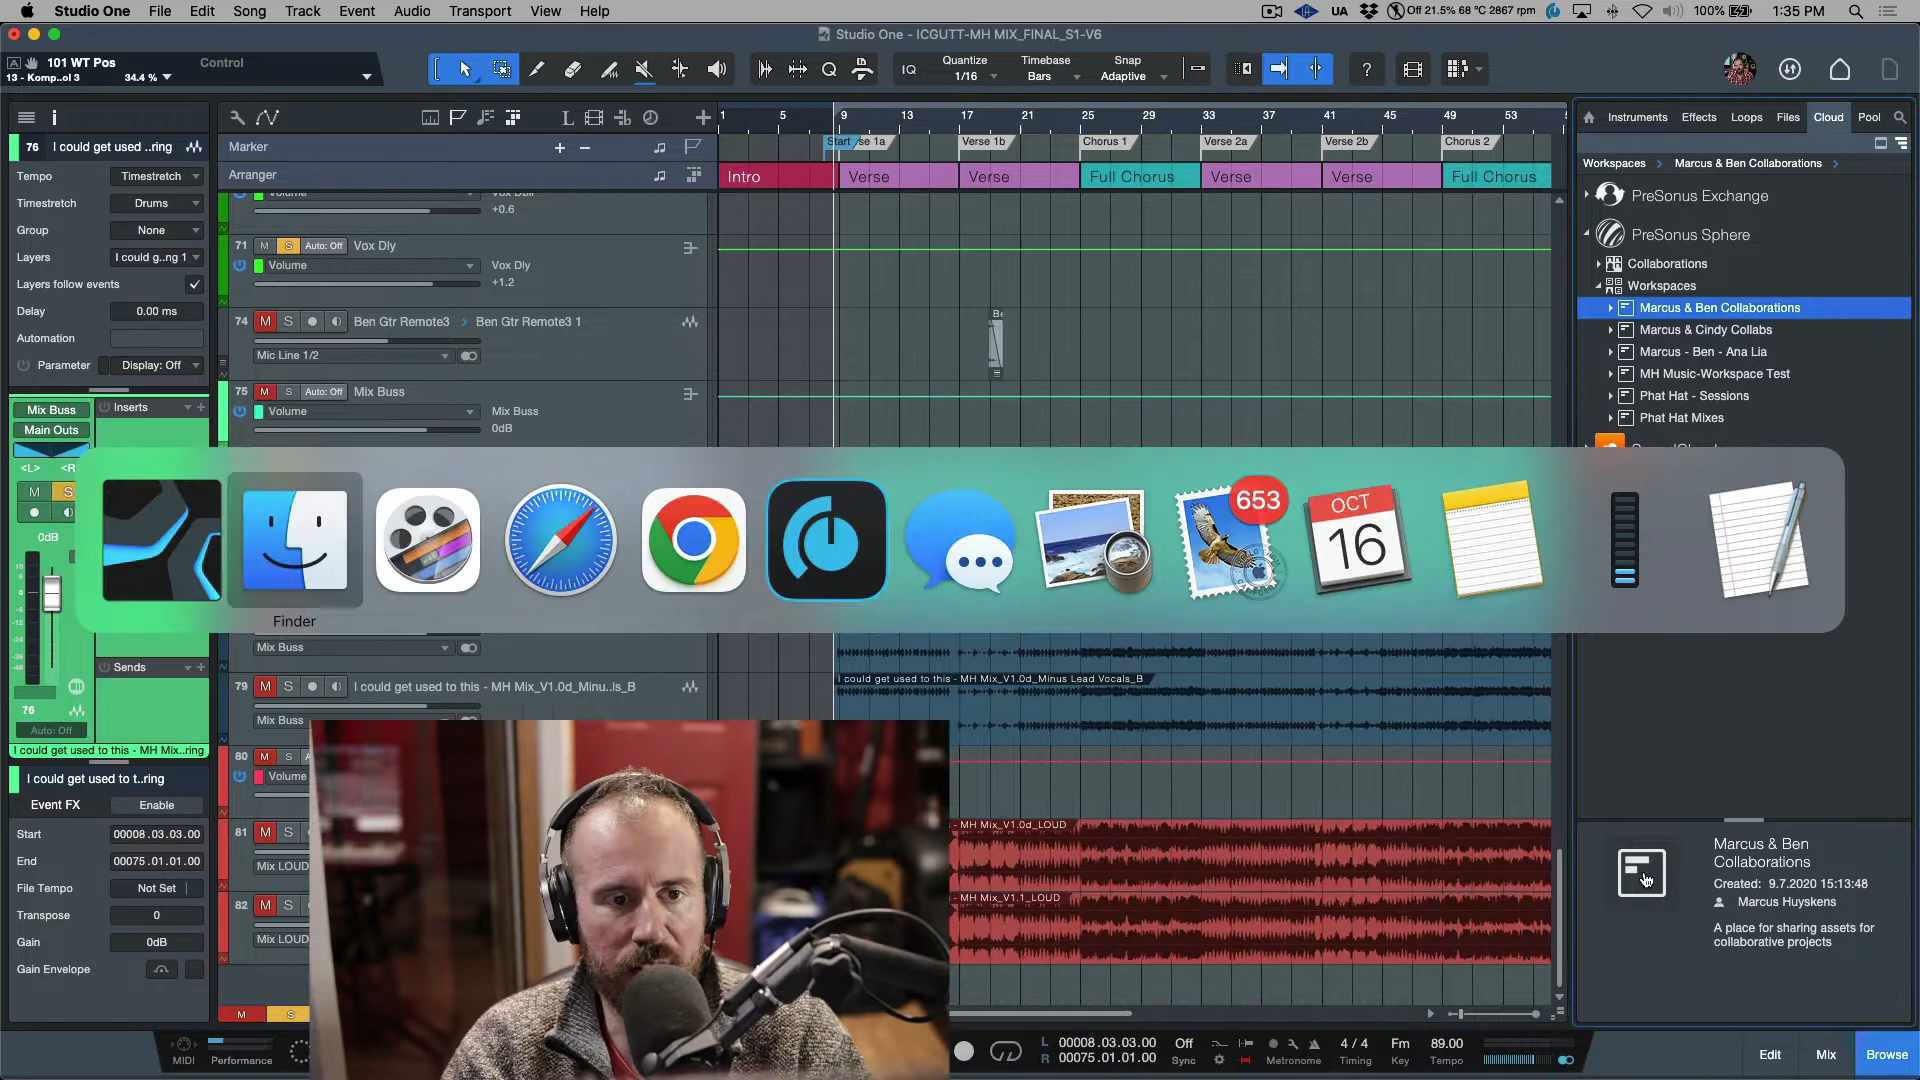 Studio One File Edit Song Track Event Audio Transport View Help
UA Off 21.5% 68 °C 2867 rpm 100% 1:35 PM
Studio One - ICGUTT-MH MIX_FINAL_S1-V6
101 WT Pos
13 - Komp..ol 3 34.4 %
Control
IQ
Quantize Timebase Snap
1/16 Bars Adaptive
?
i
1 5 9 13 17 21 25 29 33 37 41 45 49 53
Instruments Effects Loops Files Cloud Pool
76 I could get used ..ring
Marker
Start se 1a Verse 1b Chorus 1 Verse 2a Verse 2b Chorus 2
Arranger
Intro Verse Verse Full Chorus Verse Verse Full Chorus
Workspaces > Marcus & Ben Collaborations >
Tempo Timestretch
Timestretch Drums
Group None
Layers I could g..ng 1
Layers follow events
Delay 0.00 ms
Automation
Parameter Display: Off
+0.6
71 M S Auto: Off Vox Dly
Volume Vox Dly
+1.2
74 M S Ben Gtr Remote3 > Ben Gtr Remote3 1
Mic Line 1/2
75 M S Auto: Off Mix Buss
Volume Mix Buss
0dB
PreSonus Exchange
PreSonus Sphere
Collaborations
Workspaces
Marcus & Ben Collaborations
Marcus & Cindy Collabs
Marcus - Ben - Ana Lia
MH Music-Workspace Test
Phat Hat - Sessions
Phat Hat Mixes
Mix Buss Inserts
Main Outs
<L>
M S
0dB
Sends
76
Auto: Off
I could get used to this - MH Mix..ring
653
OCT
16
Finder
Mix Buss
79 M S I could get used to this - MH Mix_V1.0d_Minu..ls_B
Mix Buss
I could get used to this - MH Mix_V1.0d_Minus Lead Vocals_B
80 M S
Volume
81 M S
Mix LOUD
- MH Mix_V1.0d_LOUD
82 M S
Mix LOUD
- MH Mix_V1.1_LOUD
M S
I could get used to t..ring
Event FX Enable
Start 00008.03.03.00
End 00075.01.01.00
File Tempo Not Set
Transpose 0
Gain 0dB
Gain Envelope
Marcus & Ben
Collaborations
Created: 9.7.2020 15:13:48
Marcus Huyskens
A place for sharing assets for
collaborative projects
MIDI Performance
L 00008.03.03.00
R 00075.01.01.00
Off
Sync
Metronome
4 / 4
Timing
Fm
Key
89.00
Tempo
Edit Mix Browse